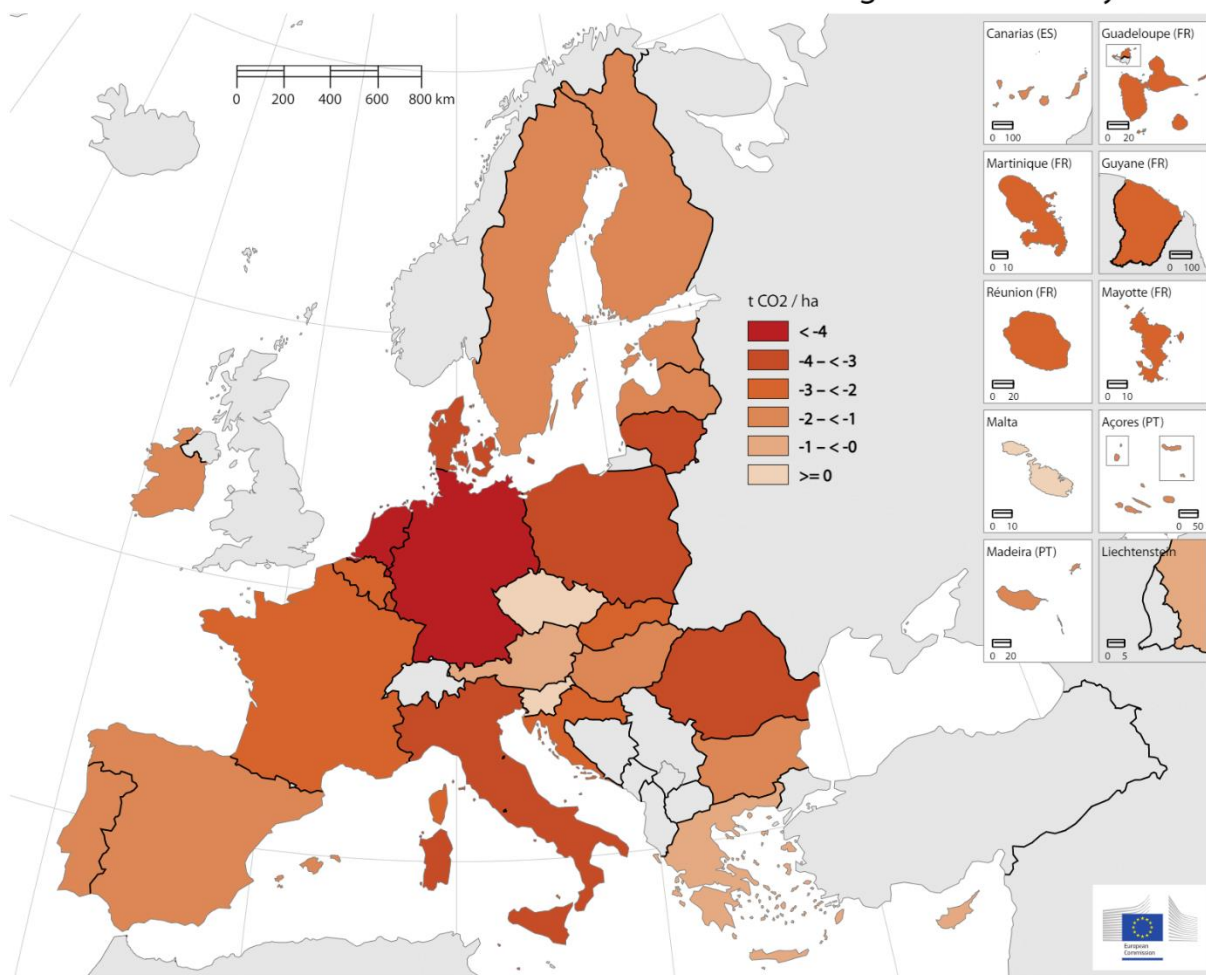 0 200 400 600 800 km
t CO2 / ha
< -4
-4 – < -3
-3 – < -2
-2 – < -1
-1 – < -0
>= 0
Canarias (ES)
0 100
Guadeloupe (FR)
0 20
Martinique (FR)
0 10
Guyane (FR)
0 100
Réunion (FR)
0 20
Mayotte (FR)
0 10
Malta
0 10
Açores (PT)
0 50
Madeira (PT)
0 20
Liechtenstein
0 5
European
Commission